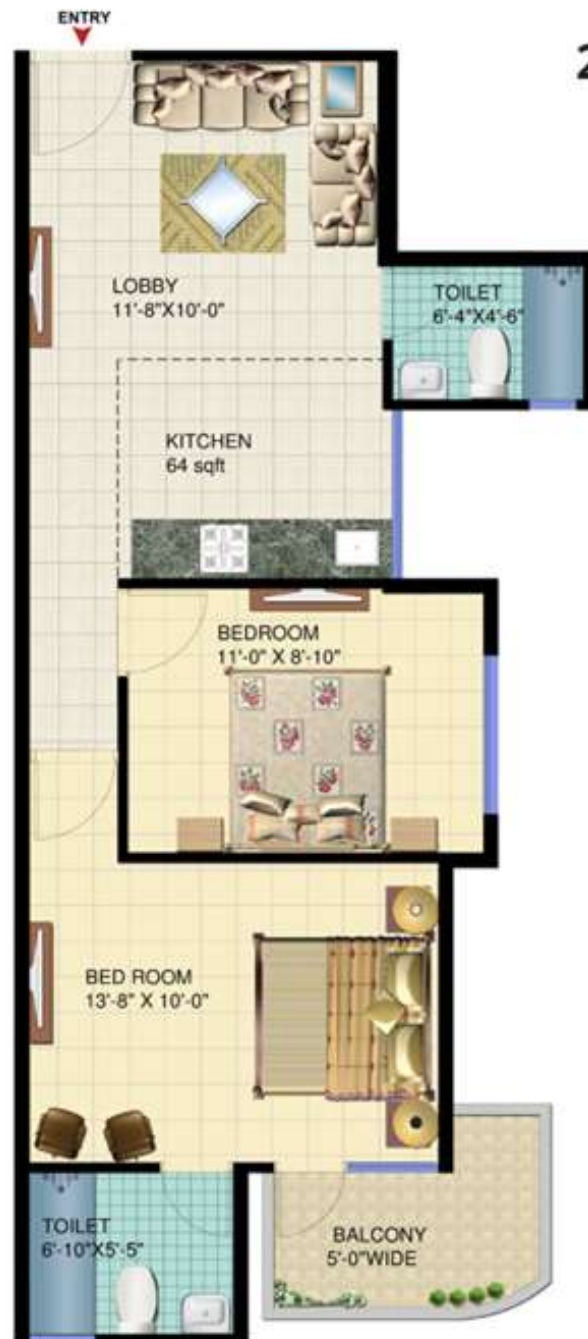 ENTRY
2
LOBBY
11'-8"X10'-0"
TOILET
6'-4"X4'-6"
KITCHEN
64 sqft
BEDROOM
11'-0" X 8'-10"
BED ROOM
13'-8" X 10'-0"
TOILET
6'-10"X5'-5"
BALCONY
5'-0"WIDE